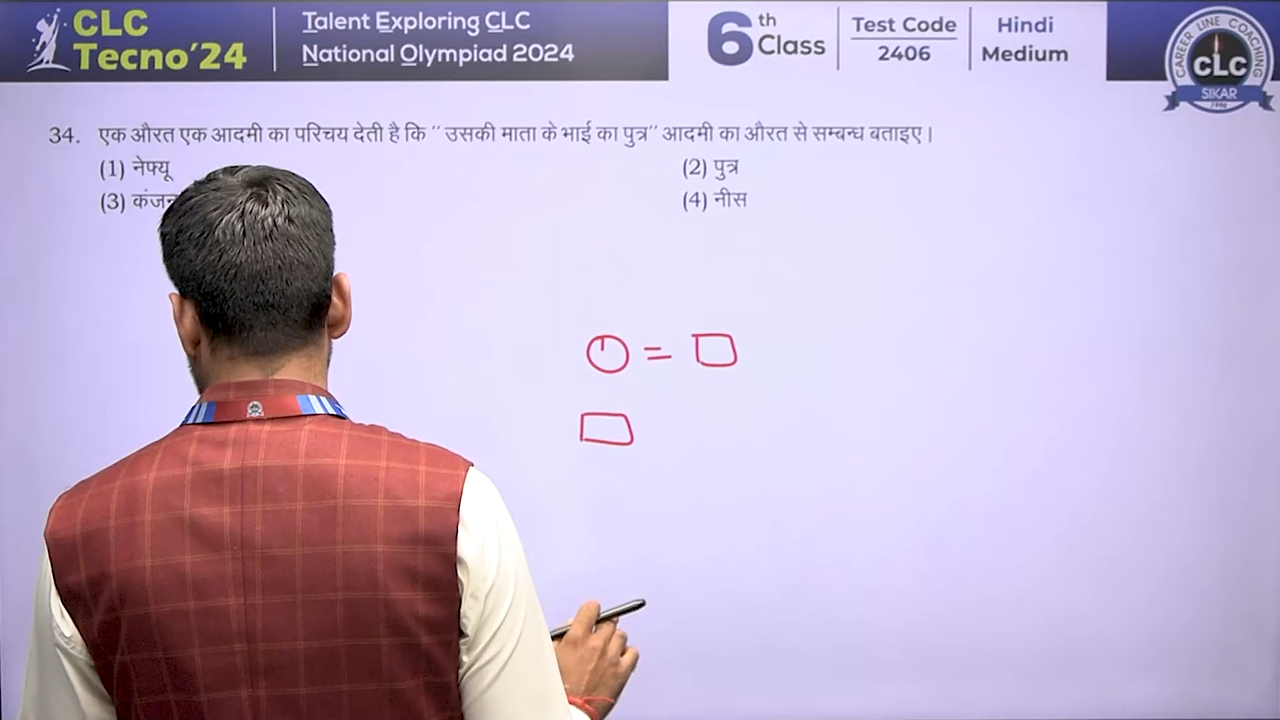 CLC
Tecno'24
Talent Exploring CLC
National Olympiad 2024
6th Class
Test Code
2406
Hindi
Medium
CAREER LINE COACHING
CLC
SIKAR
34. एक औरत एक आदमी का परिचय देती है कि "उसकी माता के भाई का पुत्र" आदमी का औरत से सम्बन्ध बताइए।
(1) नेफ्यू (2) पुत्र
(3) (4) नीस